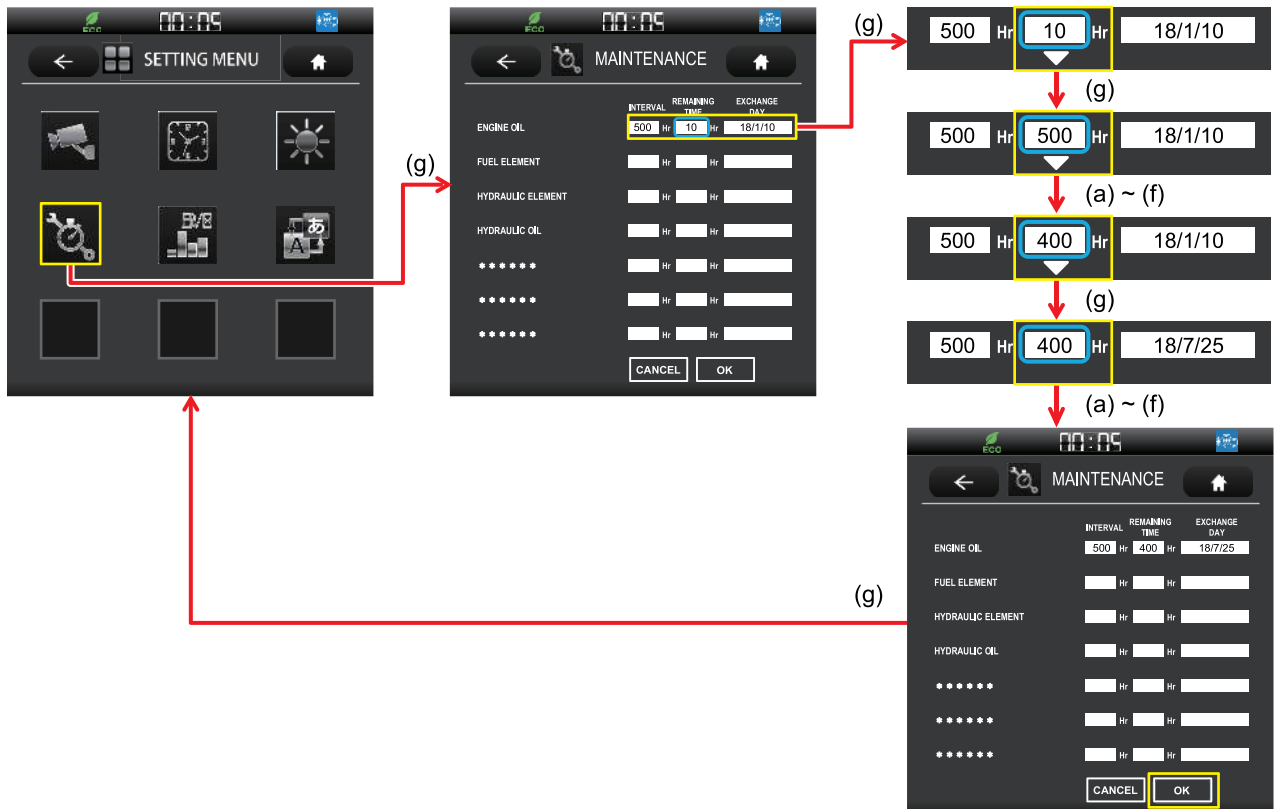 ECO 00:05
SETTING MENU
あ
A
(g)
ECO 00:05
MAINTENANCE
INTERVAL REMAINING TIME EXCHANGE DAY
ENGINE OIL 500 Hr 10 Hr 18/1/10
FUEL ELEMENT Hr Hr
HYDRAULIC ELEMENT Hr Hr
HYDRAULIC OIL Hr Hr
****** Hr Hr
****** Hr Hr
****** Hr Hr
CANCEL OK
(g)
500 Hr 10 Hr 18/1/10
(g)
500 Hr 500 Hr 18/1/10
(a) ~ (f)
500 Hr 400 Hr 18/1/10
(g)
500 Hr 400 Hr 18/7/25
(a) ~ (f)
ECO 00:05
MAINTENANCE
INTERVAL REMAINING TIME EXCHANGE DAY
ENGINE OIL 500 Hr 400 Hr 18/7/25
FUEL ELEMENT Hr Hr
HYDRAULIC ELEMENT Hr Hr
HYDRAULIC OIL Hr Hr
****** Hr Hr
****** Hr Hr
****** Hr Hr
CANCEL OK
(g)